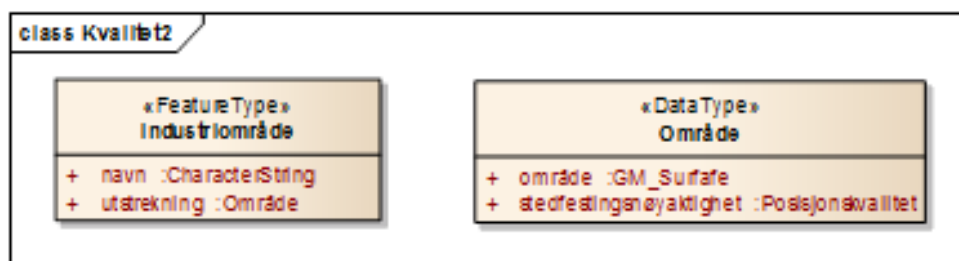 class Kvalitet2
«FeatureType»
Industriområde
+ navn :CharacterString
+ utstrekning :Område
«DataType»
Område
+ område :GM_Surfafe
+ stedfestingsnøyaktighet :Posisjonskvalitet